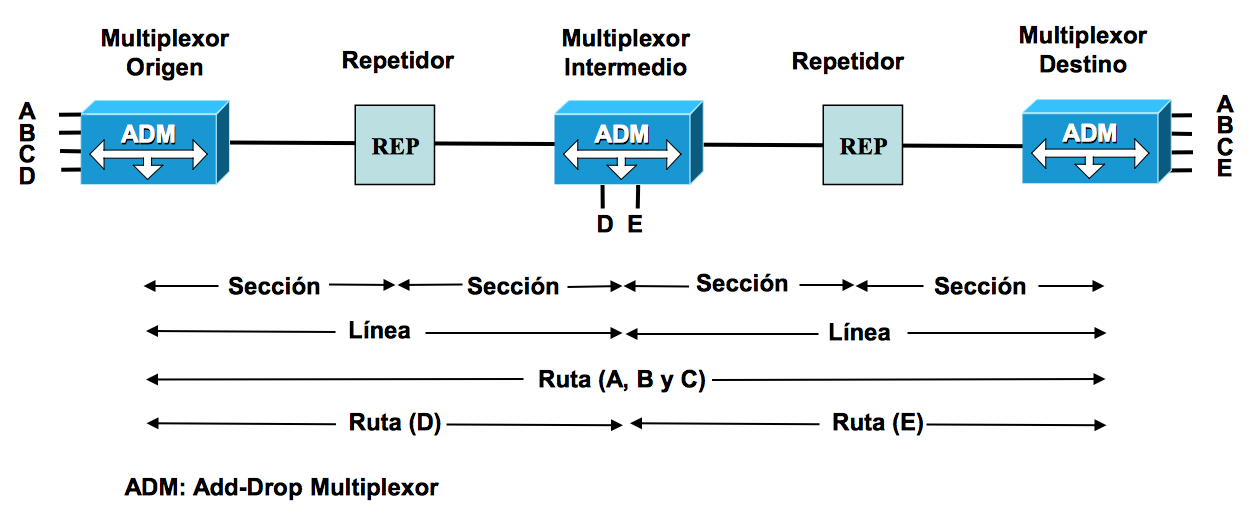 Multiplexor
Origen
Repetidor
Multiplexor
Intermedio
Repetidor
Multiplexor
Destino
A
B
C
D
ADM
REP
ADM
REP
ADM
A
B
C
E
D E
Sección Sección Sección Sección
Línea Línea
Ruta (A, B y C)
Ruta (D) Ruta (E)
ADM: Add-Drop Multiplexor